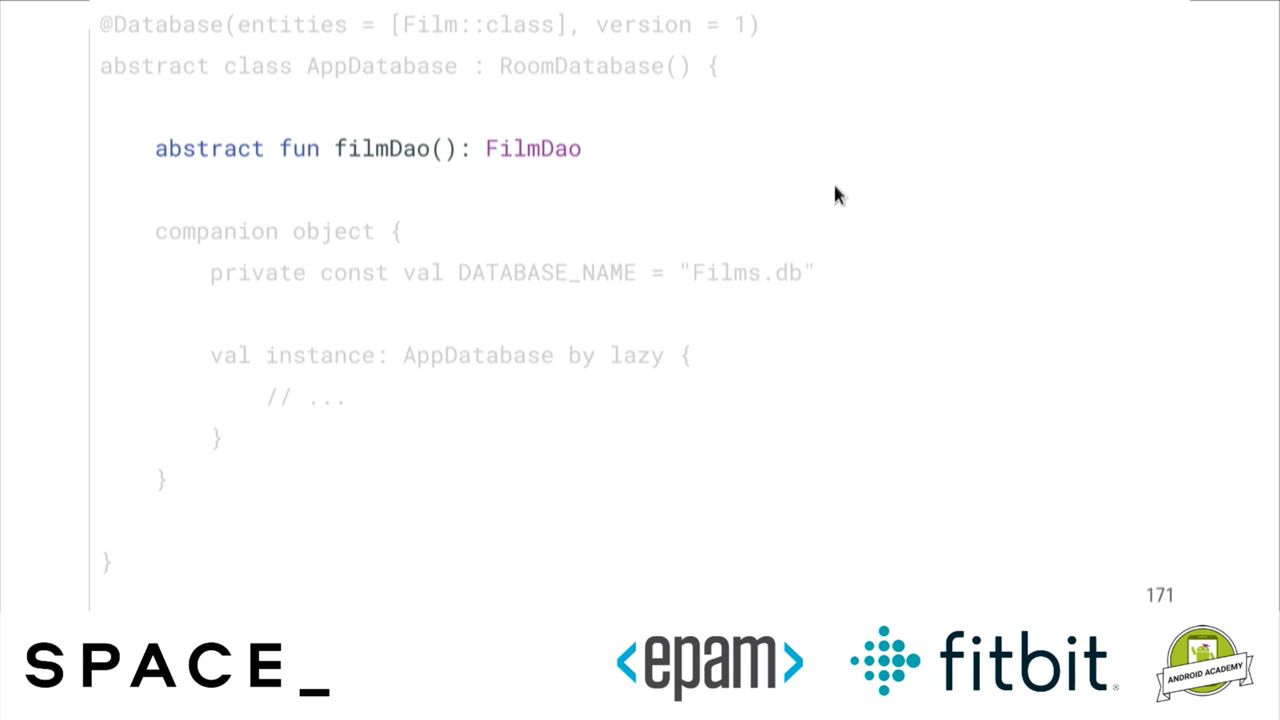 @Database(entities = [Film::class], version = 1)
abstract class AppDatabase : RoomDatabase() {
abstract fun filmDao(): FilmDao
companion object {
private const val DATABASE_NAME = "Films.db"
val instance: AppDatabase by lazy {
// ...
}
}
}
171
SPACE_
<epam>
fitbit®
ANDROID ACADEMY